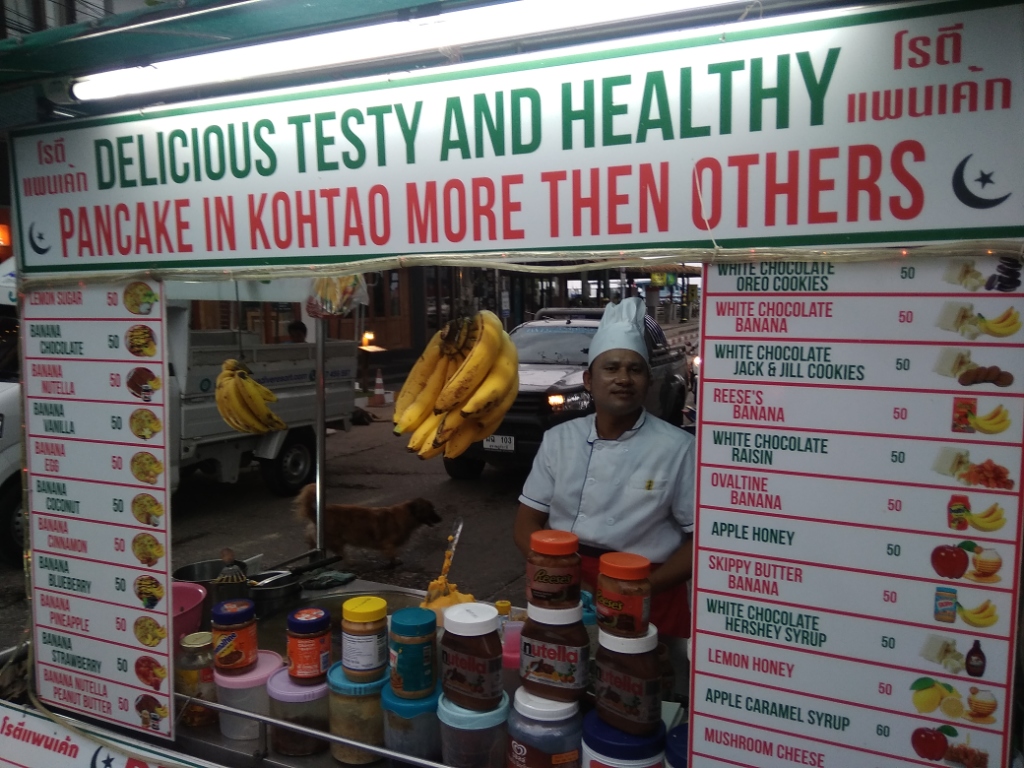 โรตี
แพนเค้ก
DELICIOUS TESTY AND HEALTHY
PANCAKE IN KOHTAO MORE THEN OTHERS
โรตี
แพนเค้ก
LEMON SUGAR 50
BANANA
CHOCOLATE 50
BANANA
NUTELLA 50
BANANA
VANILLA 50
BANANA
EGG 50
BANANA
COCONUT 50
BANANA
CINNAMON 50
BANANA
BLUEBERRY 50
BANANA
PINEAPPLE 50
BANANA
STRAWBERRY 50
BANANA NUTELLA
PEANUT BUTTER 50
WHITE CHOCOLATE
OREO COOKIES 50
WHITE CHOCOLATE
BANANA 50
WHITE CHOCOLATE
JACK & JILL COOKIES 50
REESE'S
BANANA 50
WHITE CHOCOLATE
RAISIN 50
OVALTINE
BANANA 50
APPLE HONEY 50
SKIPPY BUTTER
BANANA 50
WHITE CHOCOLATE
HERSHEY SYRUP 50
LEMON HONEY 50
APPLE CARAMEL SYRUP 60
MUSHROOM CHEESE
Reese's
nutella
nutella
nutella
โรตีแพนเค้ก